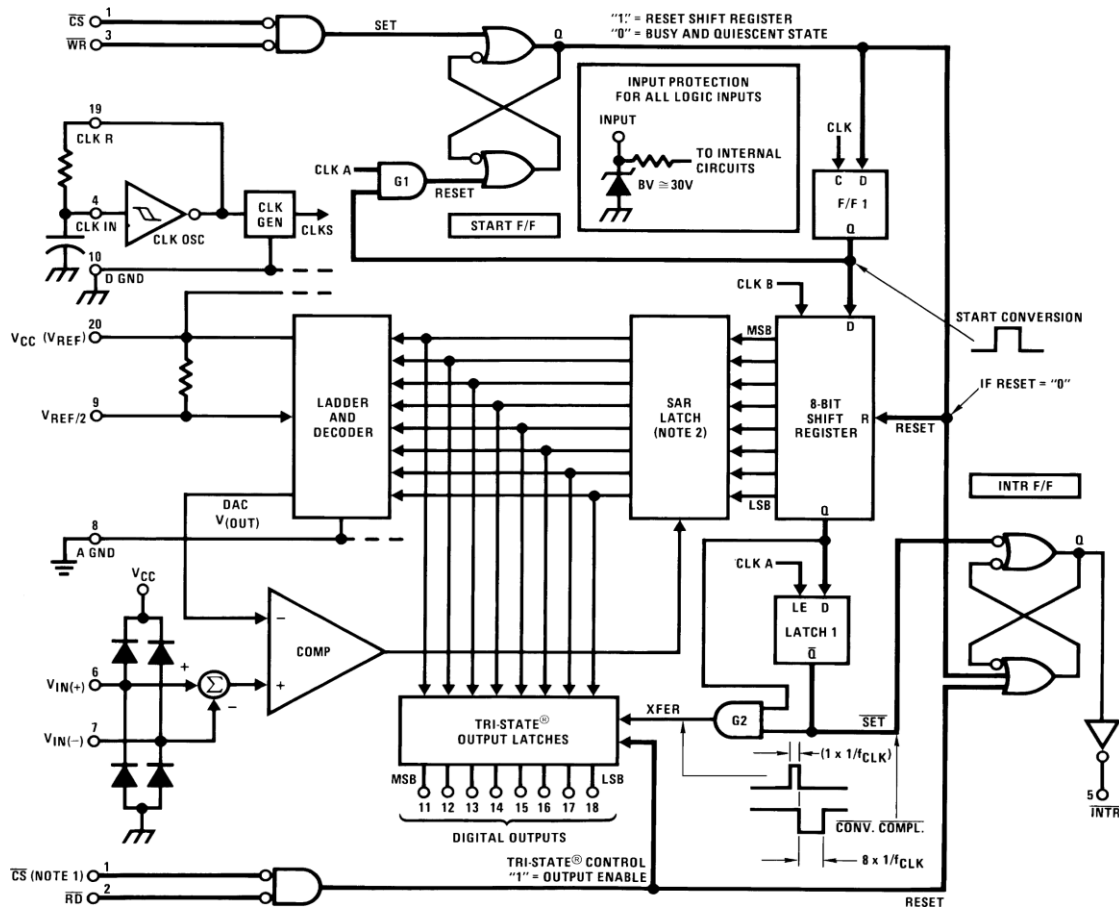 CS 1
WR 3
SET
Q
"1" = RESET SHIFT REGISTER
"0" = BUSY AND QUIESCENT STATE
INPUT PROTECTION
FOR ALL LOGIC INPUTS
INPUT
TO INTERNAL
CIRCUITS
BV ≅ 30V
19
CLK R
4
CLK IN
CLK OSC
CLK
GEN
CLKS
10
D GND
CLK A
G1
RESET
START F/F
CLK
C D
F/F 1
Q
START CONVERSION
IF RESET = "0"
VCC (VREF) 20
9
VREF/2
LADDER
AND
DECODER
SAR
LATCH
(NOTE 2)
MSB
LSB
CLK B
D
8-BIT
SHIFT
REGISTER
R
RESET
Q
INTR F/F
DAC
V(OUT)
8
A GND
VCC
VIN(+) 6
VIN(−) 7
+
Σ
−
−
COMP
+
CLK A
LE D
LATCH 1
Q
XFER
G2
SET
Q
5
INTR
TRI-STATE®
OUTPUT LATCHES
MSB
LSB
11 12 13 14 15 16 17 18
DIGITAL OUTPUTS
(1 x 1/fCLK)
CONV. COMPL.
8 x 1/fCLK
CS (NOTE 1) 1
RD 2
TRI-STATE® CONTROL
"1" = OUTPUT ENABLE
RESET